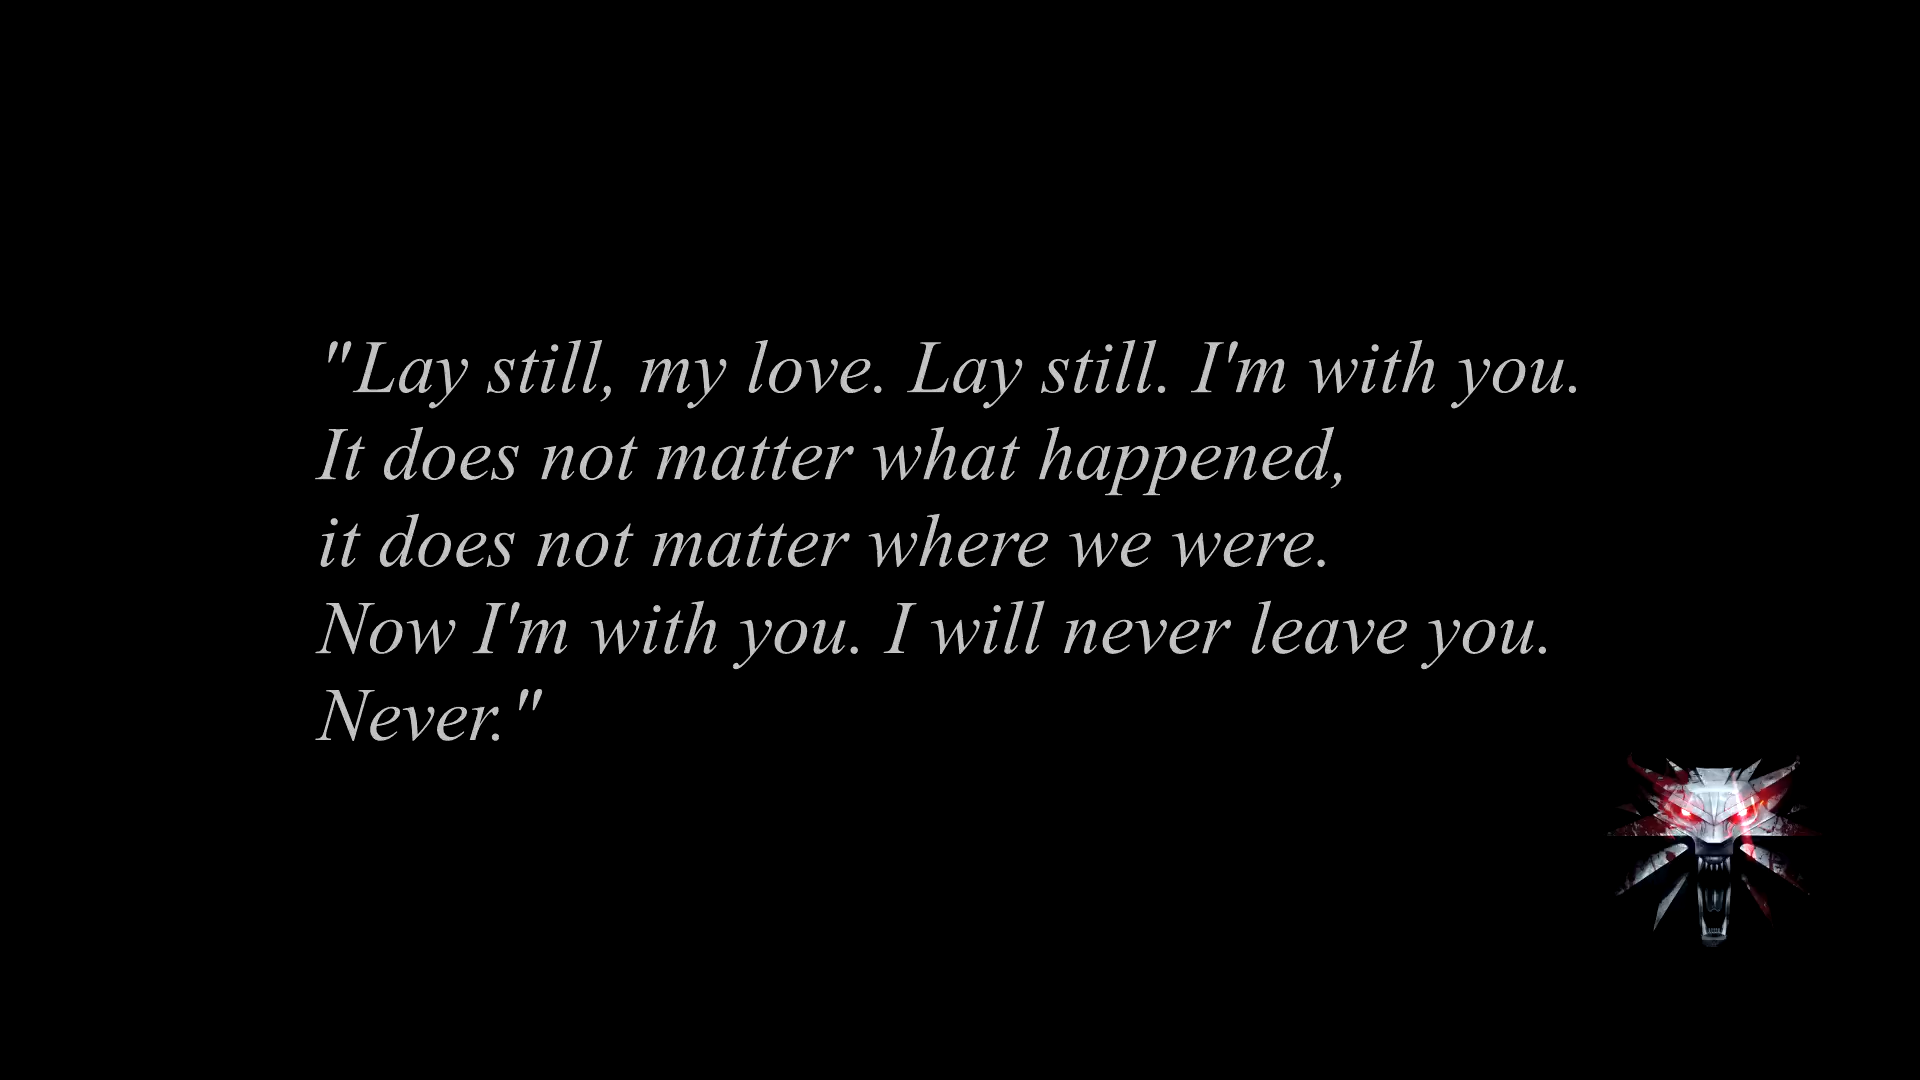 "Lay still, my love. Lay still. I'm with you.
It does not matter what happened,
it does not matter where we were.
Now I'm with you. I will never leave you.
Never."